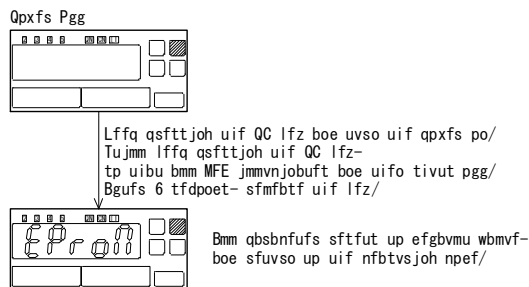 Qpxfs Pgg
Lffq qsfttjoh uif QC lfz boe uvso uif qpxfs po/
Tujmm lffq qsfttjoh uif QC lfz-
tp uibu bmm MFE jmmvnjobuft boe uifo tivut pgg/
Bgufs 6 tfdpoet- sfmfbtf uif lfz/
EProM
Bmm qbsbnfufs sftfut up efgbvmu wbmvf-
boe sfuvso up uif nfbtvsjoh npef/